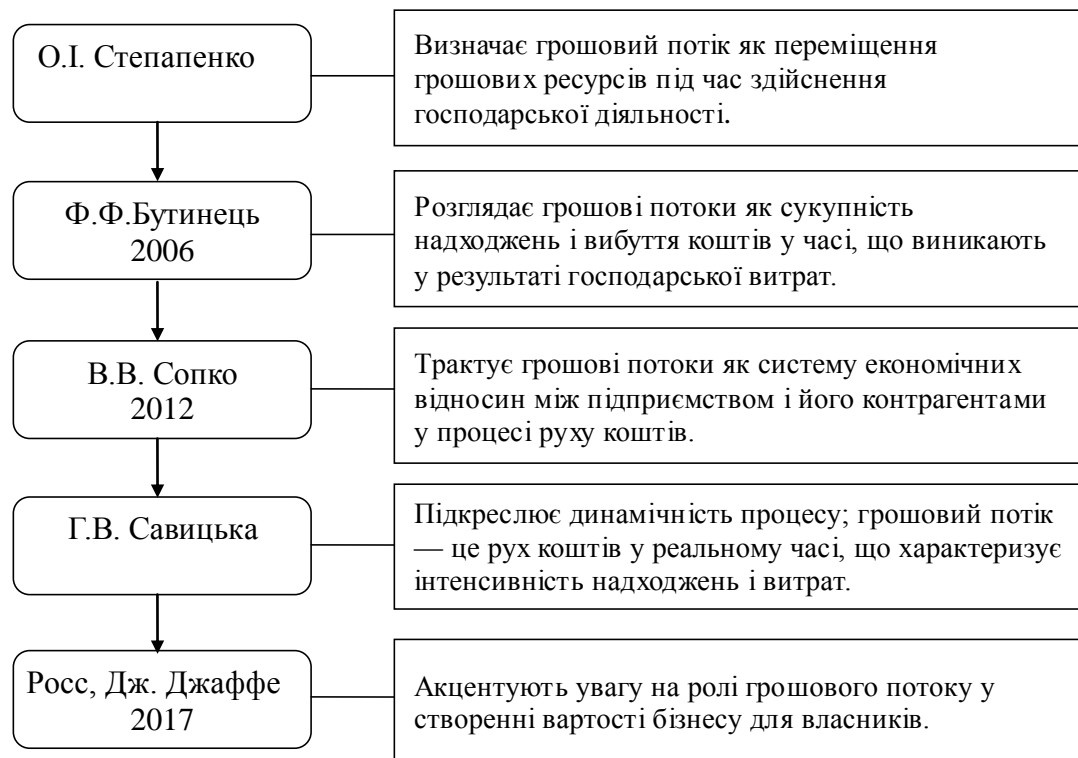 О.І. Степапенко
Визначає грошовий потік як переміщення
грошових ресурсів під час здійснення
господарської діяльності.
Ф.Ф.Бутинець
2006
Розглядає грошові потоки як сукупність
надходжень і вибуття коштів у часі, що виникають
у результаті господарської витрат.
В.В. Сопко
2012
Трактує грошові потоки як систему економічних
відносин між підприємством і його контрагентами
у процесі руху коштів.
Г.В. Савицька
Підкреслює динамічність процесу; грошовий потік
— це рух коштів у реальному часі, що характеризує
інтенсивність надходжень і витрат.
Росс, Дж. Джаффе
2017
Акцентують увагу на ролі грошового потоку у
створенні вартості бізнесу для власників.